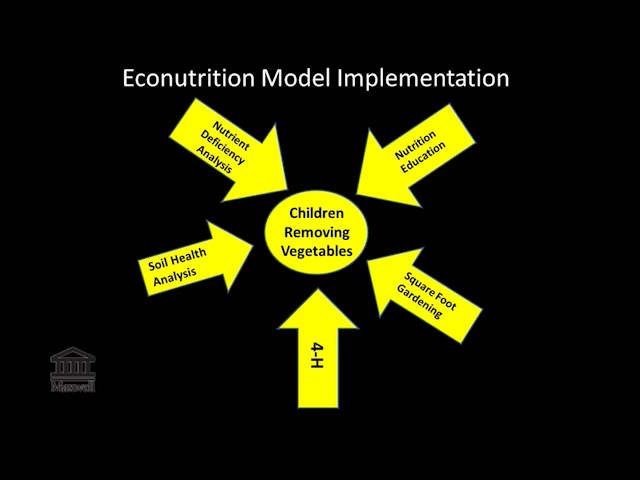 Econutrition Model Implementation
Nutrient
Deficiency
Analysis
Nutrition
Education
Children
Removing
Vegetables
Soil Health
Analysis
Square Foot
Gardening
4-H
Maxwell